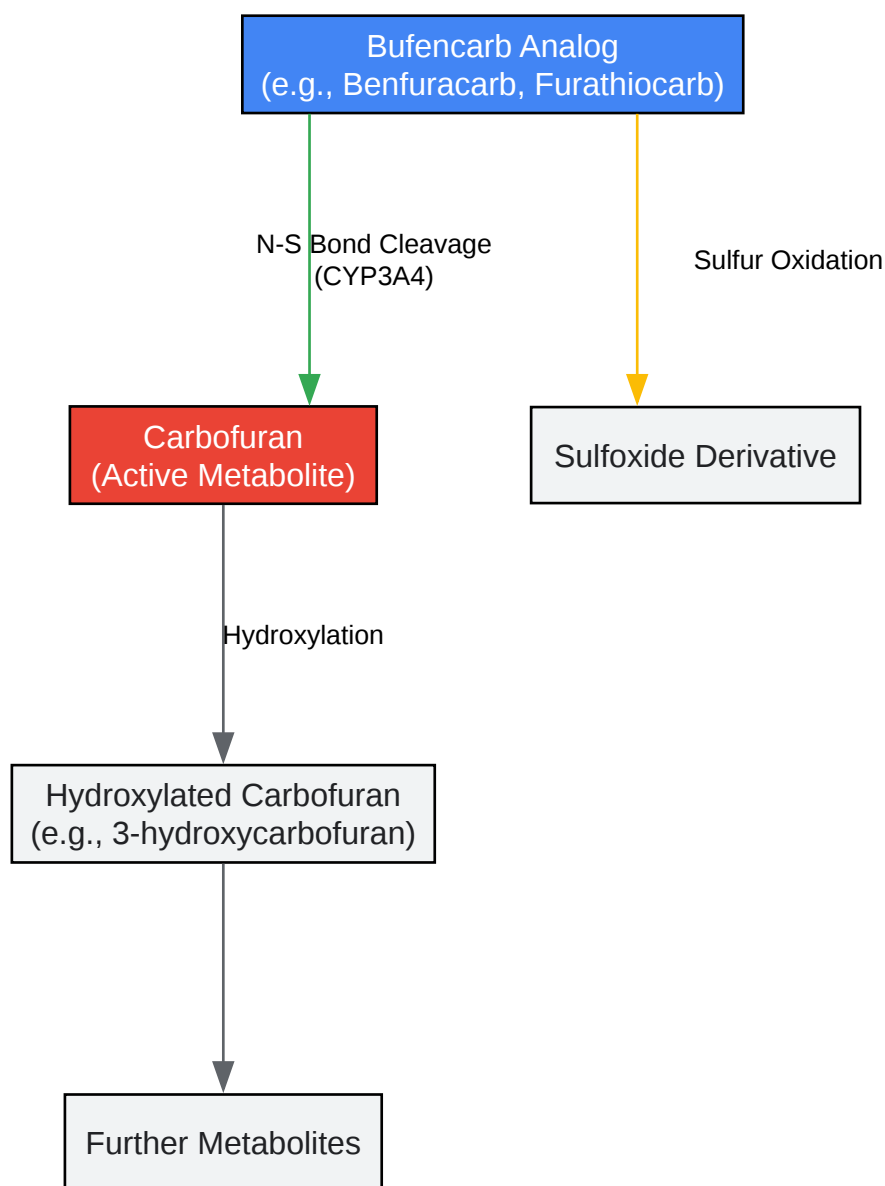 Bufencarb Analog
(e.g., Benfuracarb, Furathiocarb)
N-S Bond Cleavage
(CYP3A4)
Sulfur Oxidation
Carbofuran
(Active Metabolite)
Sulfoxide Derivative
Hydroxylation
Hydroxylated Carbofuran
(e.g., 3-hydroxycarbofuran)
Further Metabolites